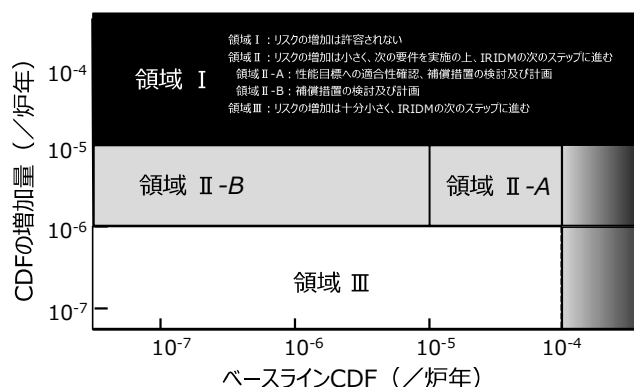 領域Ⅰ：リスクの増加は許容されない
領域Ⅱ：リスクの増加は小さく、次の要件を実施の上、IRIDMの次のステップに進む
領域Ⅱ-A：性能目標への適合性確認、補償措置の検討及び計画
領域Ⅱ-B：補償措置の検討及び計画
領域Ⅲ：リスクの増加は十分小さく、IRIDMの次のステップに進む
領域 Ⅰ
領域 Ⅱ-B
領域 Ⅱ-A
領域 Ⅲ
CDFの増加量（／炉年）
10-4
10-5
10-6
10-7
10-7
10-6
10-5
10-4
ベースラインCDF（／炉年）